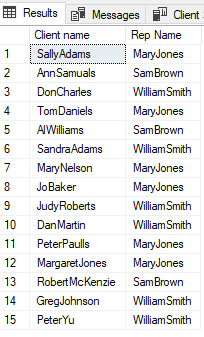 Results Messages Client
Client name Rep Name
1 SallyAdams MaryJones
2 AnnSamuals SamBrown
3 DonCharles WilliamSmith
4 TomDaniels MaryJones
5 AlWilliams SamBrown
6 SandraAdams WilliamSmith
7 MaryNelson MaryJones
8 JoBaker MaryJones
9 JudyRoberts WilliamSmith
10 DanMartin WilliamSmith
11 PeterPaulls MaryJones
12 MargaretJones MaryJones
13 RobertMcKenzie SamBrown
14 GregJohnson WilliamSmith
15 PeterYu WilliamSmith